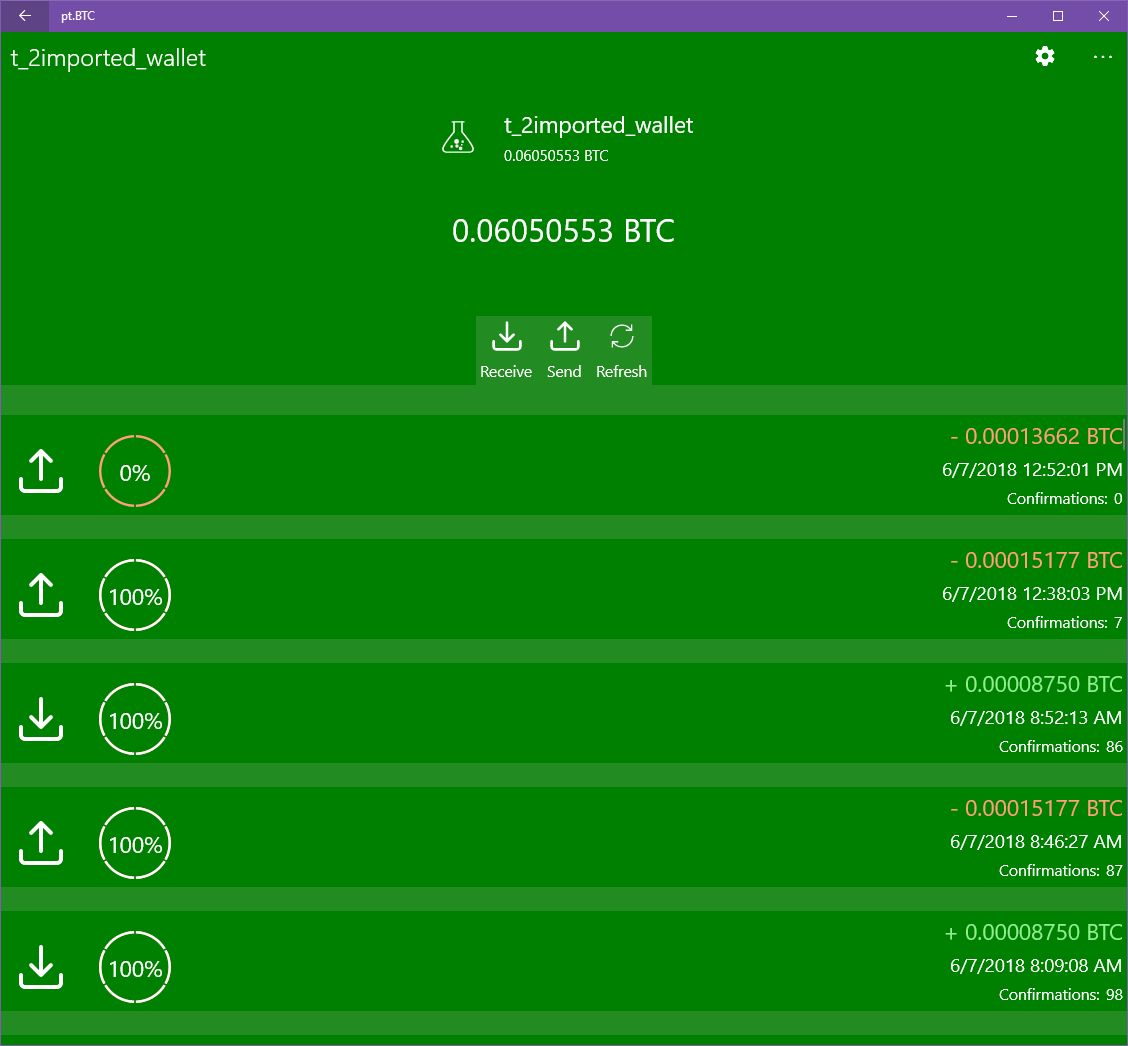 pt.BTC
t_2imported_wallet
t_2imported_wallet
0.06050553 BTC
0.06050553 BTC
Receive Send Refresh
0%
- 0.00013662 BTC
6/7/2018 12:52:01 PM
Confirmations: 0
100%
- 0.00015177 BTC
6/7/2018 12:38:03 PM
Confirmations: 7
100%
+ 0.00008750 BTC
6/7/2018 8:52:13 AM
Confirmations: 86
100%
- 0.00015177 BTC
6/7/2018 8:46:27 AM
Confirmations: 87
100%
+ 0.00008750 BTC
6/7/2018 8:09:08 AM
Confirmations: 98